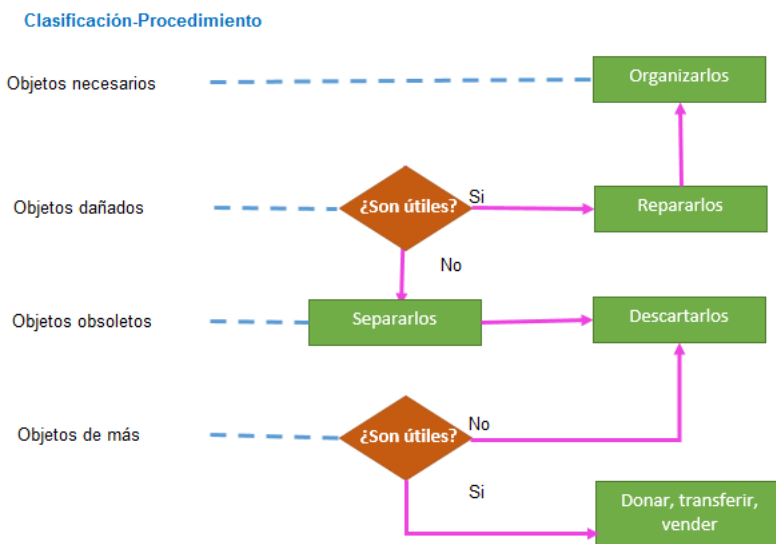 Clasificación-Procedimiento
Objetos necesarios
Organizarlos
Objetos dañados
¿Son útiles?
Si
Repararlos
No
Objetos obsoletos
Separarlos
Descartarlos
Objetos de más
¿Son útiles?
No
Si
Donar, transferir,
vender